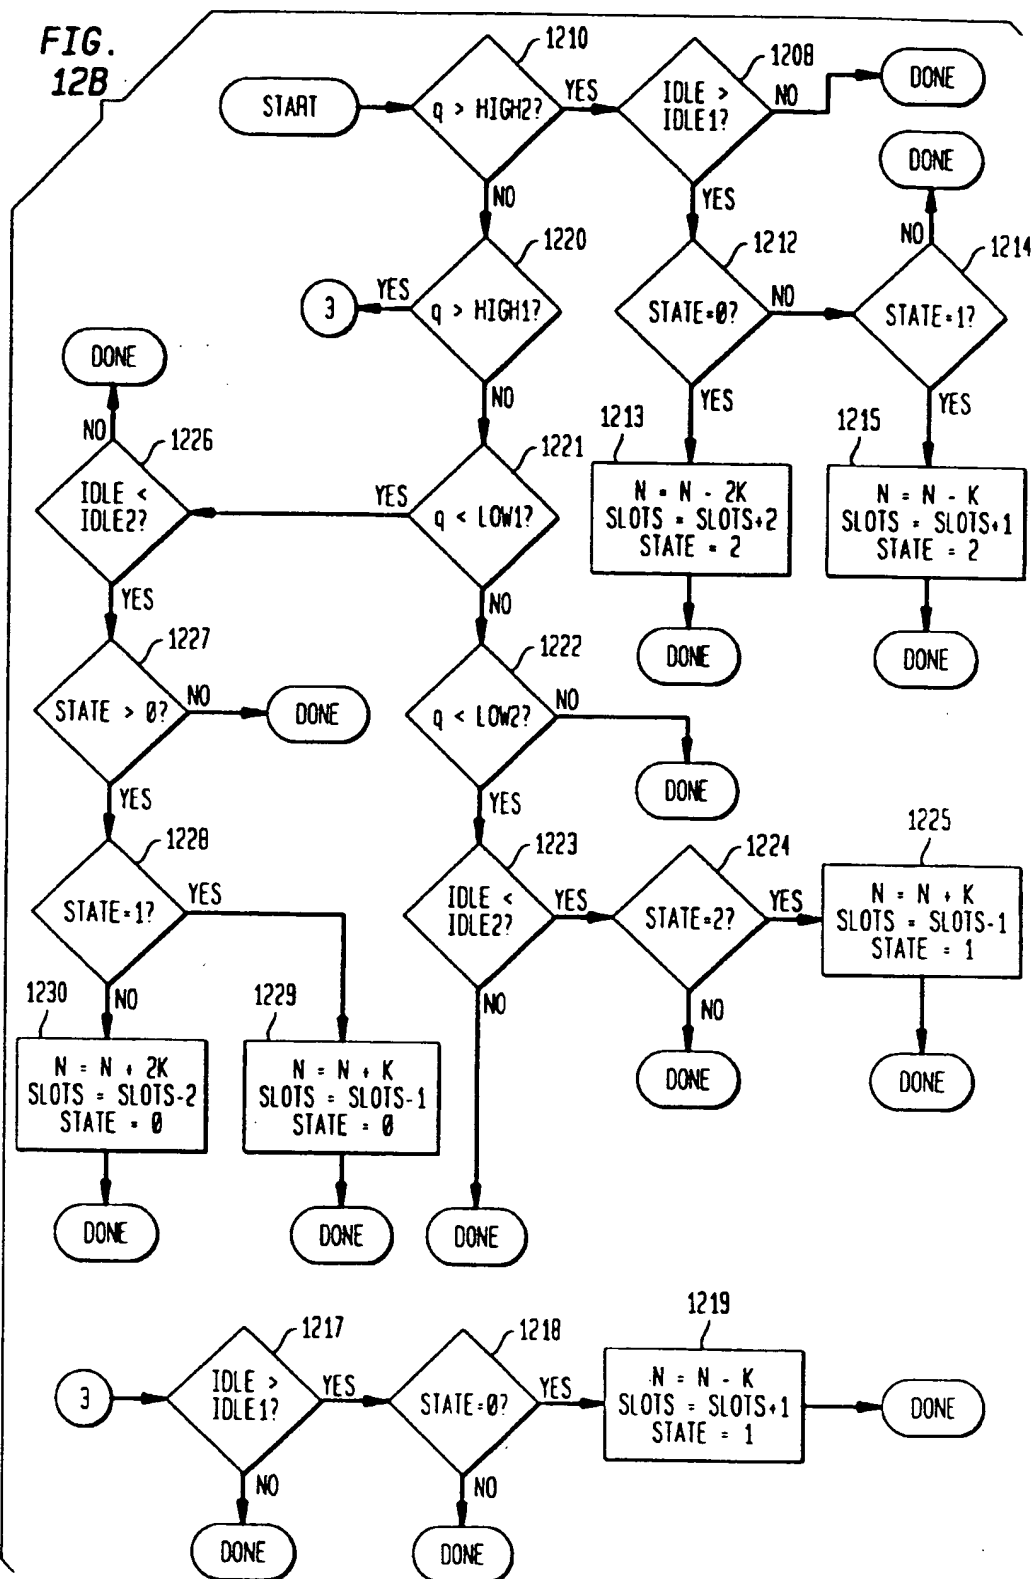 FIG.
12B
1210
1208
START
q > HIGH2?
YES
IDLE >
IDLE1?
NO
DONE
DONE
NO
YES
NO
1220
1212
1214
3
YES
q > HIGH1?
STATE=0?
NO
STATE=1?
DONE
NO
YES
YES
NO
1226
1221
1213
1215
IDLE <
IDLE2?
YES
q < LOW1?
N = N - 2K
SLOTS = SLOTS+2
STATE = 2
N = N - K
SLOTS = SLOTS+1
STATE = 2
YES
NO
1227
1222
DONE
DONE
STATE > 0?
NO
DONE
q < LOW2?
NO
DONE
YES
YES
1228
1223
1224
1225
STATE=1?
YES
IDLE <
IDLE2?
YES
STATE=2?
YES
N = N + K
SLOTS = SLOTS-1
STATE = 1
NO
NO
NO
1230
1229
N = N + 2K
SLOTS = SLOTS-2
STATE = 0
N = N + K
SLOTS = SLOTS-1
STATE = 0
DONE
DONE
DONE
DONE
DONE
1217
1218
1219
3
IDLE >
IDLE1?
YES
STATE=0?
YES
N = N - K
SLOTS = SLOTS+1
STATE = 1
DONE
NO
NO
DONE
DONE